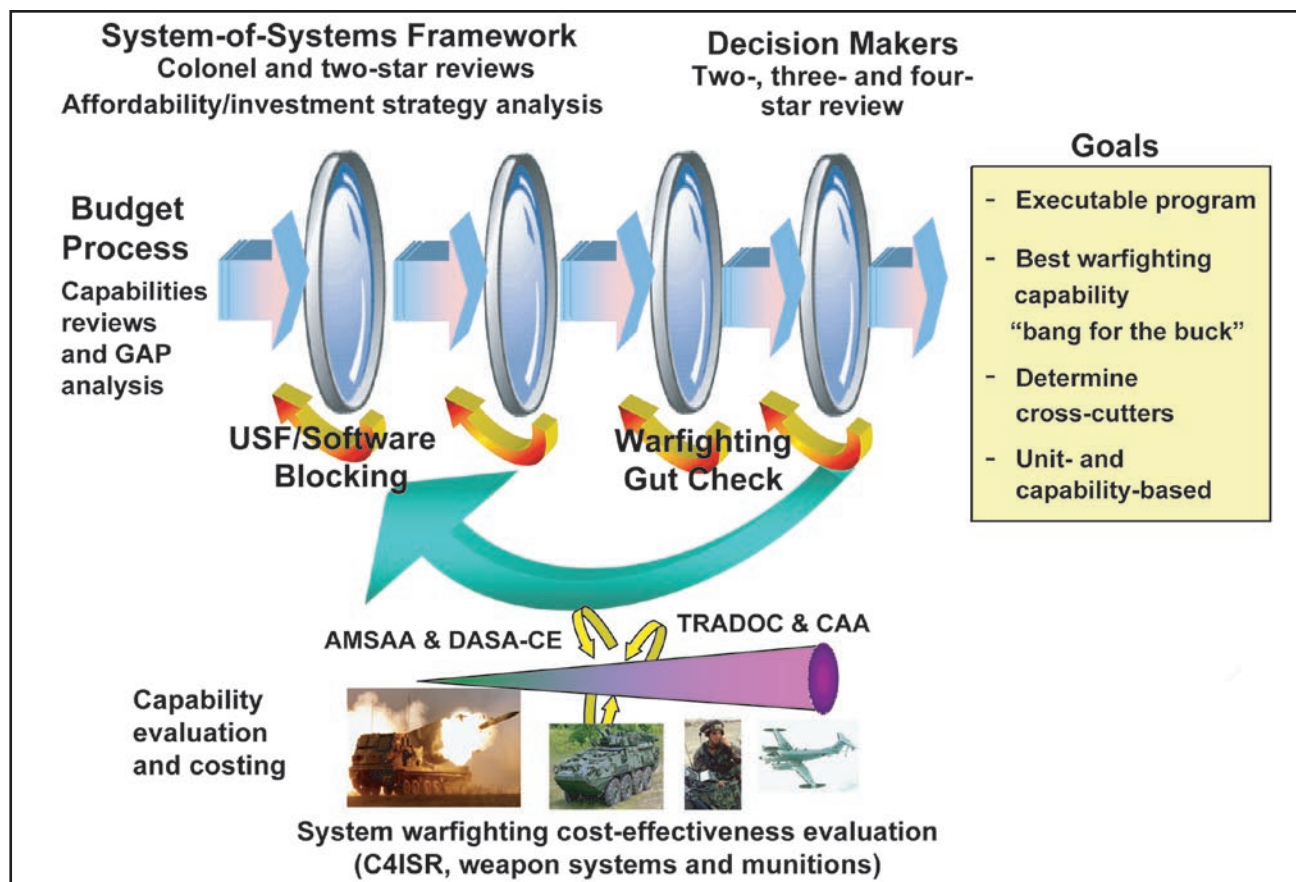 System-of-Systems Framework
Colonel and two-star reviews
Affordability/investment strategy analysis
Decision Makers
Two-, three- and four-
star review
Budget
Process
Capabilities
reviews
and GAP
analysis
Goals
- Executable program
- Best warfighting
capability
"bang for the buck"
- Determine
cross-cutters
- Unit- and
capability-based
USF/Software
Blocking
Warfighting
Gut Check
AMSAA & DASA-CE
TRADOC & CAA
Capability
evaluation
and costing
System warfighting cost-effectiveness evaluation
(C4ISR, weapon systems and munitions)